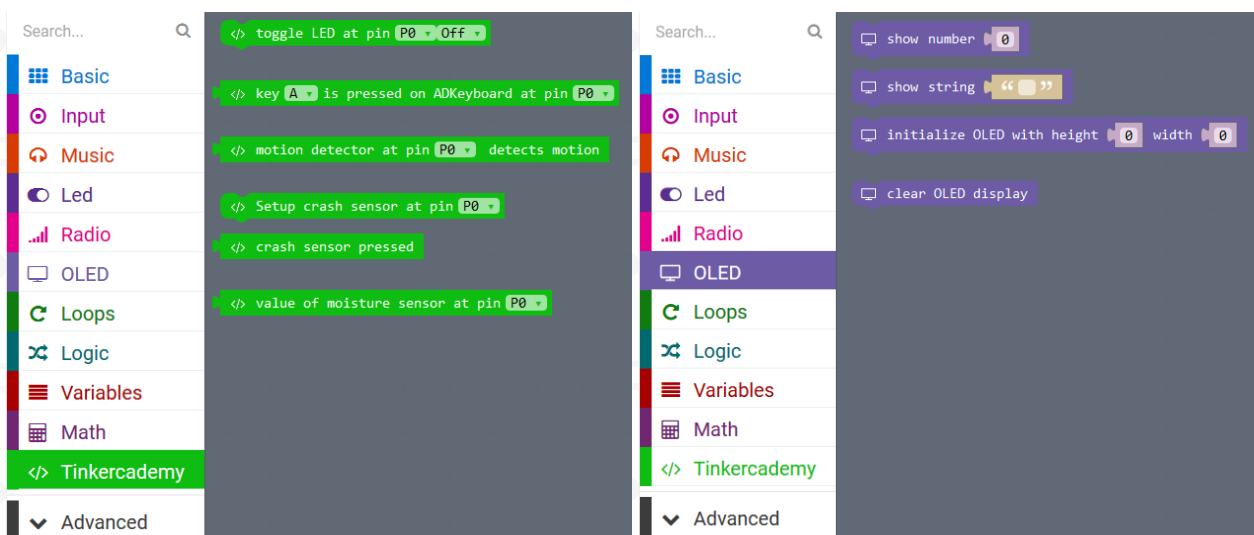 Search...
Basic
Input
Music
Led
Radio
OLED
Loops
Logic
Variables
Math
</> Tinkercademy
Advanced
</> toggle LED at pin P0 Off
</> key A is pressed on ADKeyboard at pin P0
</> motion detector at pin P0 detects motion
</> Setup crash sensor at pin P0
</> crash sensor pressed
</> value of moisture sensor at pin P0
Search...
Basic
Input
Music
Led
Radio
OLED
Loops
Logic
Variables
Math
</> Tinkercademy
Advanced
show number 0
show string “ ”
initialize OLED with height 0 width 0
clear OLED display